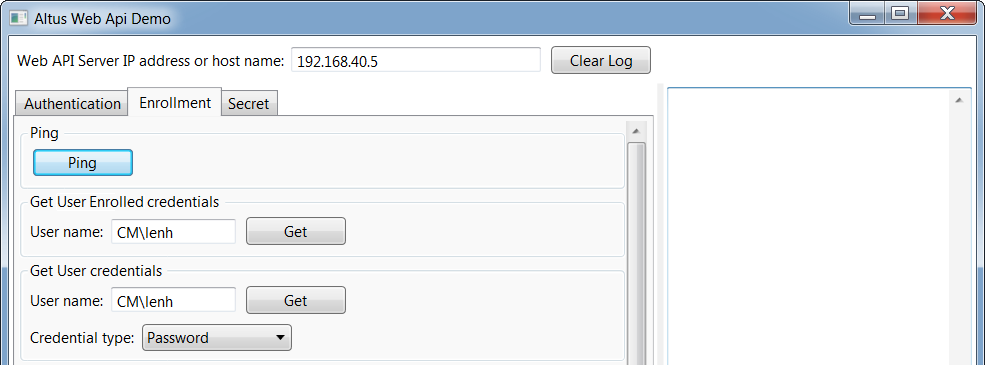 Altus Web Api Demo
Web API Server IP address or host name: 192.168.40.5 Clear Log
Authentication Enrollment Secret
Ping
Ping
Get User Enrolled credentials
User name: CM\lenh Get
Get User credentials
User name: CM\lenh Get
Credential type: Password